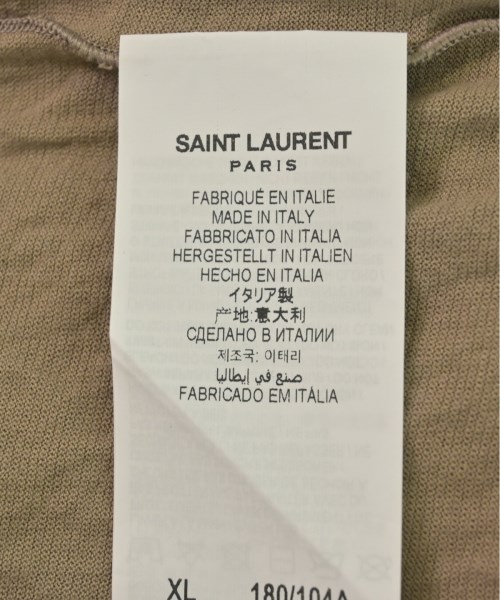 SAINT LAURENT
PARIS
FABRIQUÉ EN ITALIE
MADE IN ITALY
FABBRICATO IN ITALIA
HERGESTELLT IN ITALIEN
HECHO EN ITALIA
イタリア製
产地:意大利
СДЕЛАНО В ИТАЛИИ
제조국: 이태리
صنع في إيطاليا
FABRICADO EM ITÁLIA
XL 180/104A